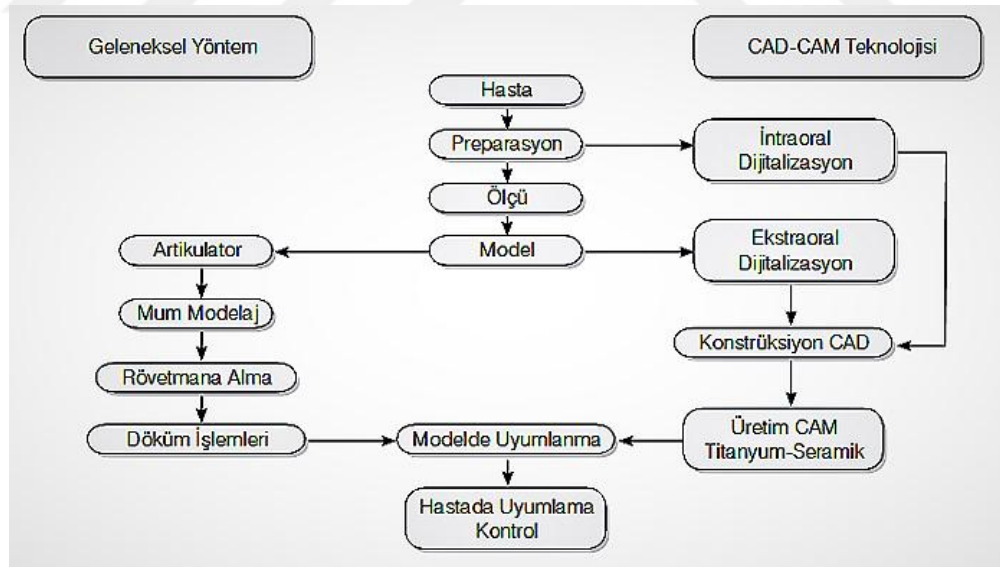 Geleneksel Yöntem
CAD-CAM Teknolojisi
Hasta
Preparasyon
İntraoral
Dijitalizasyon
Ölçü
Artikulator
Model
Ekstraoral
Dijitalizasyon
Mum Modelaj
Konstrüksiyon CAD
Rövetmana Alma
Döküm İşlemleri
Modelde Uyumlanma
Üretim CAM
Titanyum-Seramik
Hastada Uyumlama
Kontrol